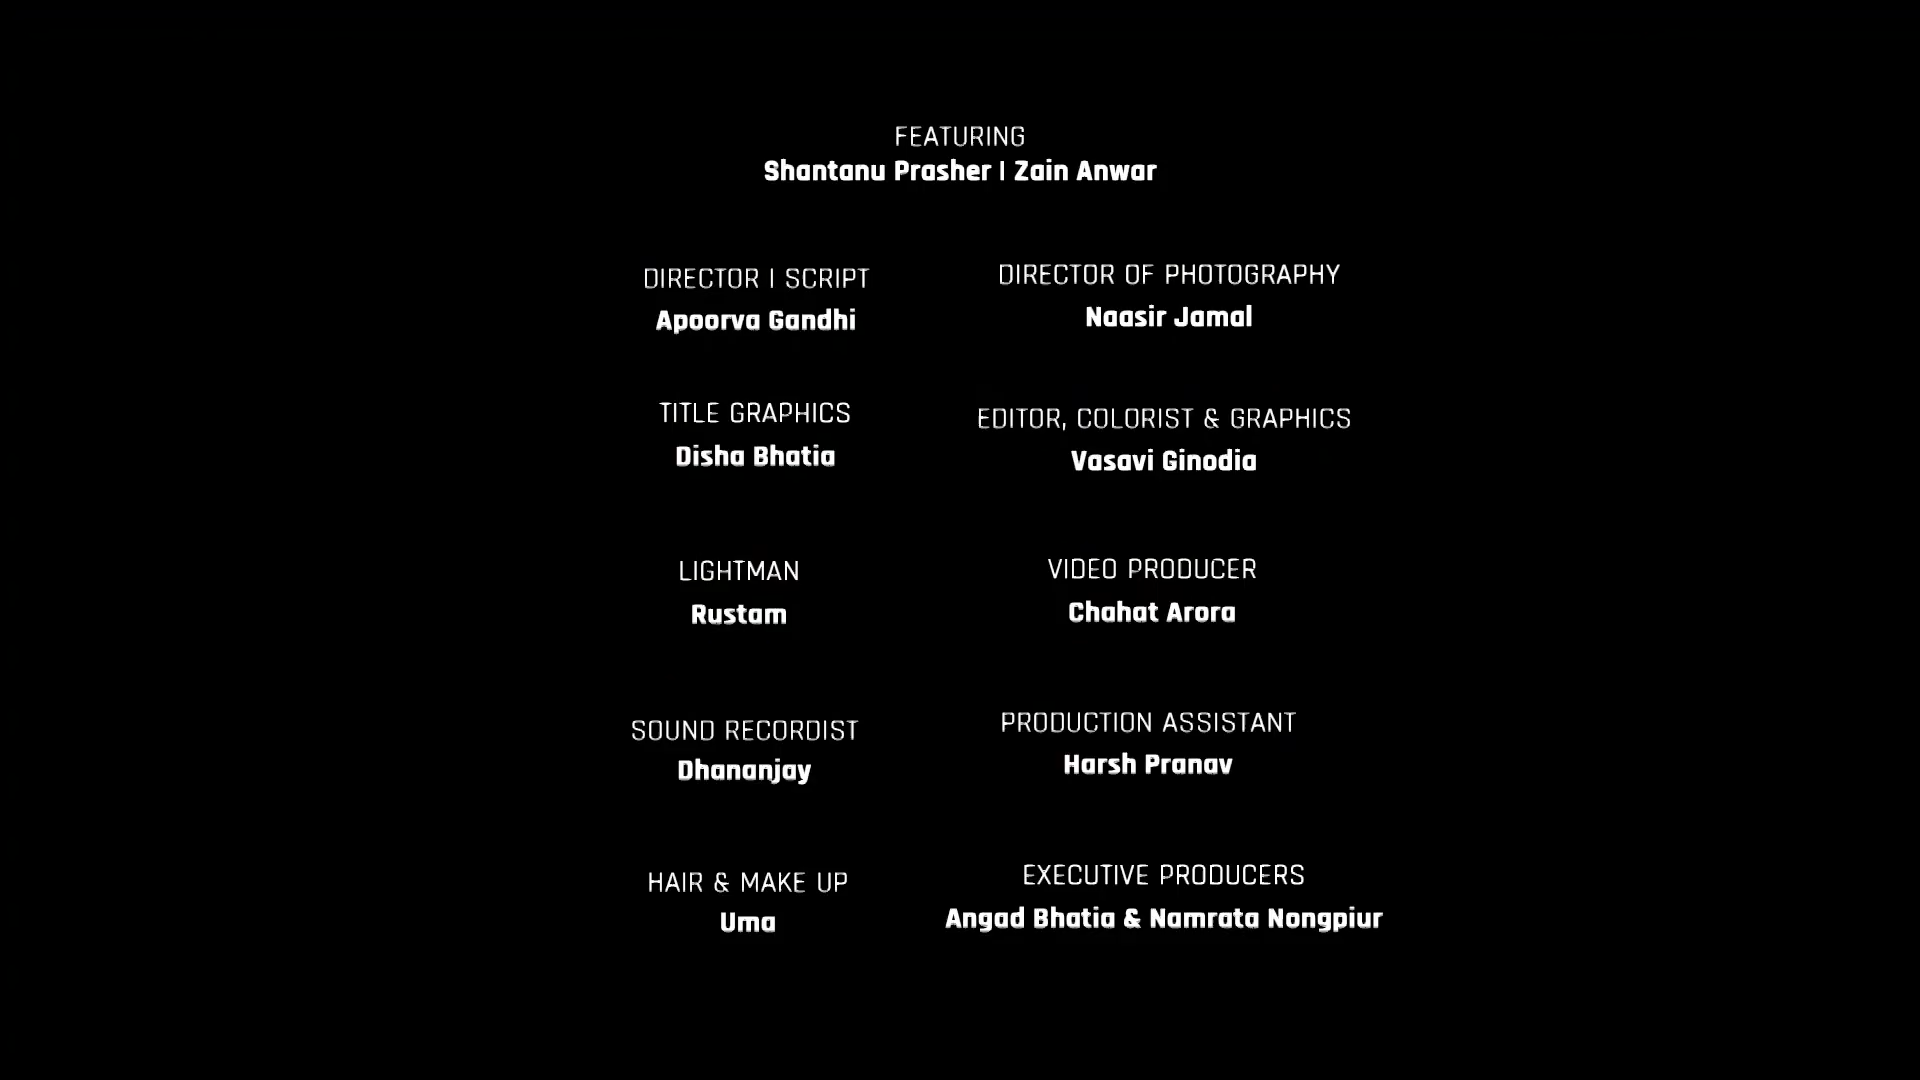 FEATURING
Shantanu Prasher | Zain Anwar
DIRECTOR | SCRIPT
Apoorva Gandhi
DIRECTOR OF PHOTOGRAPHY
Naasir Jamal
TITLE GRAPHICS
Disha Bhatia
EDITOR, COLORIST & GRAPHICS
Vasavi Ginodia
LIGHTMAN
Rustam
VIDEO PRODUCER
Chahat Arora
SOUND RECORDIST
Dhananjay
PRODUCTION ASSISTANT
Harsh Pranav
HAIR & MAKE UP
Uma
EXECUTIVE PRODUCERS
Angad Bhatia & Namrata Nongpiur